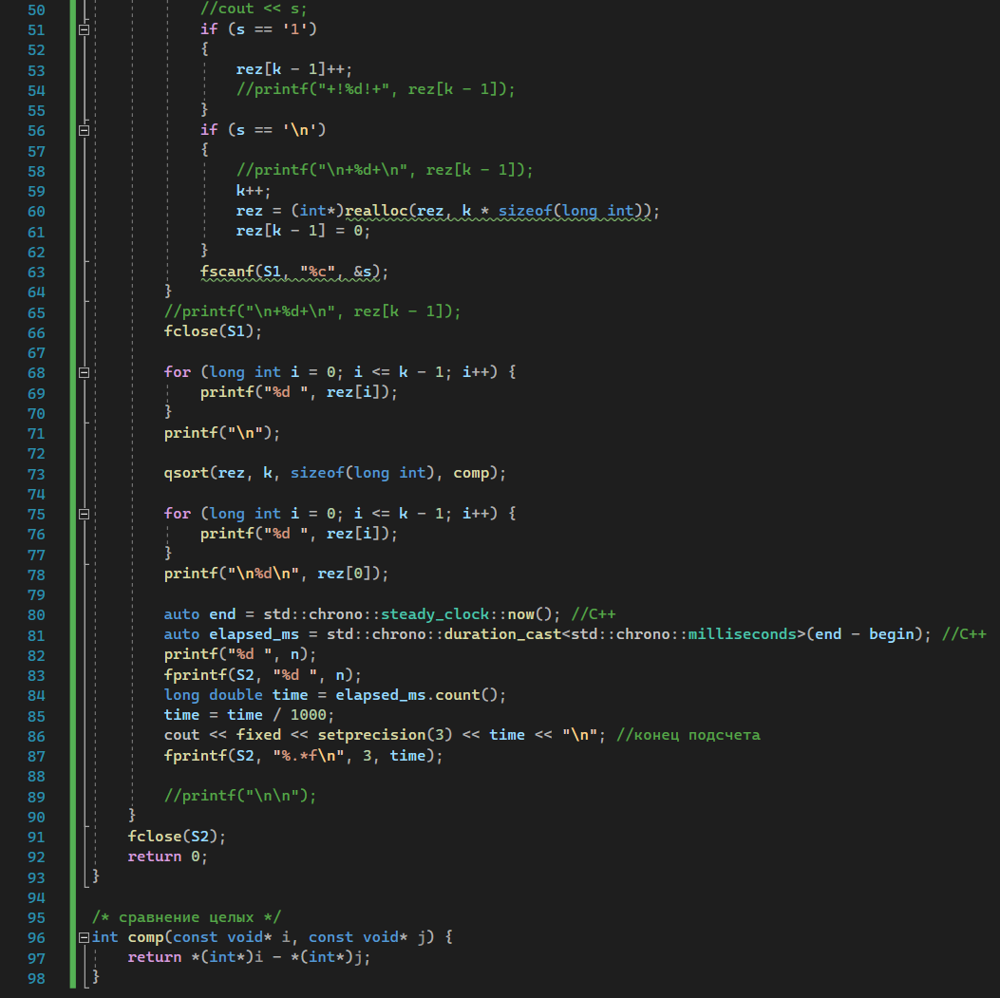 50 //cout << s;
51 if (s == '1')
52 {
53 rez[k - 1]++;
54 //printf("+!%d!+", rez[k - 1]);
55 }
56 if (s == '\n')
57 {
58 //printf("\n+%d+\n", rez[k - 1]);
59 k++;
60 rez = (int*)realloc(rez, k * sizeof(long int));
61 rez[k - 1] = 0;
62 }
63 fscanf(S1, "%c", &s);
64 }
65 //printf("\n+%d+\n", rez[k - 1]);
66 fclose(S1);
67
68 for (long int i = 0; i <= k - 1; i++) {
69 printf("%d ", rez[i]);
70 }
71 printf("\n");
72
73 qsort(rez, k, sizeof(long int), comp);
74
75 for (long int i = 0; i <= k - 1; i++) {
76 printf("%d ", rez[i]);
77 }
78 printf("\n%d\n", rez[0]);
79
80 auto end = std::chrono::steady_clock::now(); //C++
81 auto elapsed_ms = std::chrono::duration_cast<std::chrono::milliseconds>(end - begin); //C++
82 printf("%d ", n);
83 fprintf(S2, "%d ", n);
84 long double time = elapsed_ms.count();
85 time = time / 1000;
86 cout << fixed << setprecision(3) << time << "\n"; //конец подсчета
87 fprintf(S2, "%.*f\n", 3, time);
88
89 //printf("\n\n");
90 }
91 fclose(S2);
92 return 0;
93 }
94
95 /* сравнение целых */
96 int comp(const void* i, const void* j) {
97 return *(int*)i - *(int*)j;
98 }